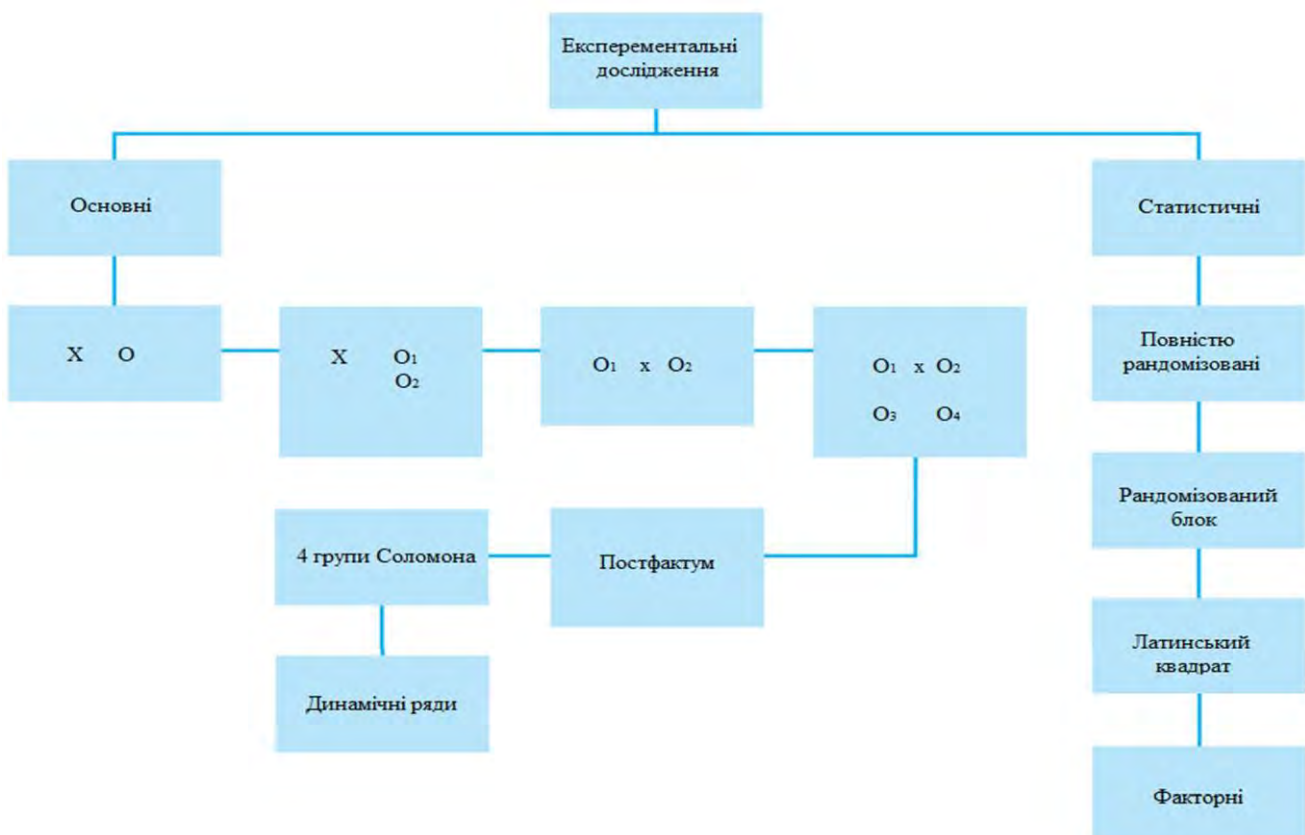 Експерементальні
дослідження
Основні
Статистичні
X O
X O₁
O₂
O₁ x O₂
O₁ x O₂
O₃ O₄
Повністю
рандомізовані
4 групи Соломона
Постфактум
Рандомізований
блок
Динамічні ряди
Латинський
квадрат
Факторні